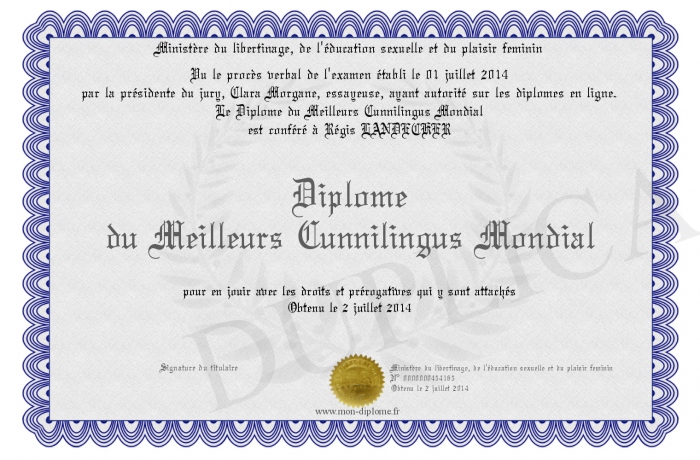 Ministère du libertinage, de l'éducation sexuelle et du plaisir feminin
Vu le procès verbal de l'examen établi le 01 juillet 2014
par la présidente du jury, Clara Morgane, essayeuse, ayant autorité sur les diplomes en ligne.
Le Diplome du Meilleurs Cunnilingus Mondial
est conféré à Régis LANDECHER
Diplome
du Meilleurs Cunnilingus Mondial
DUPLICA
pour en jouir avec les droits et prérogatives qui y sont attachés
Obtenu le 2 juillet 2014
Signature du titulaire
Ministère du libertinage, de l'éducation sexuelle et du plaisir feminin
N° 0000000454163
Obtenu le 2 juillet 2014
www.mon-diplome.fr